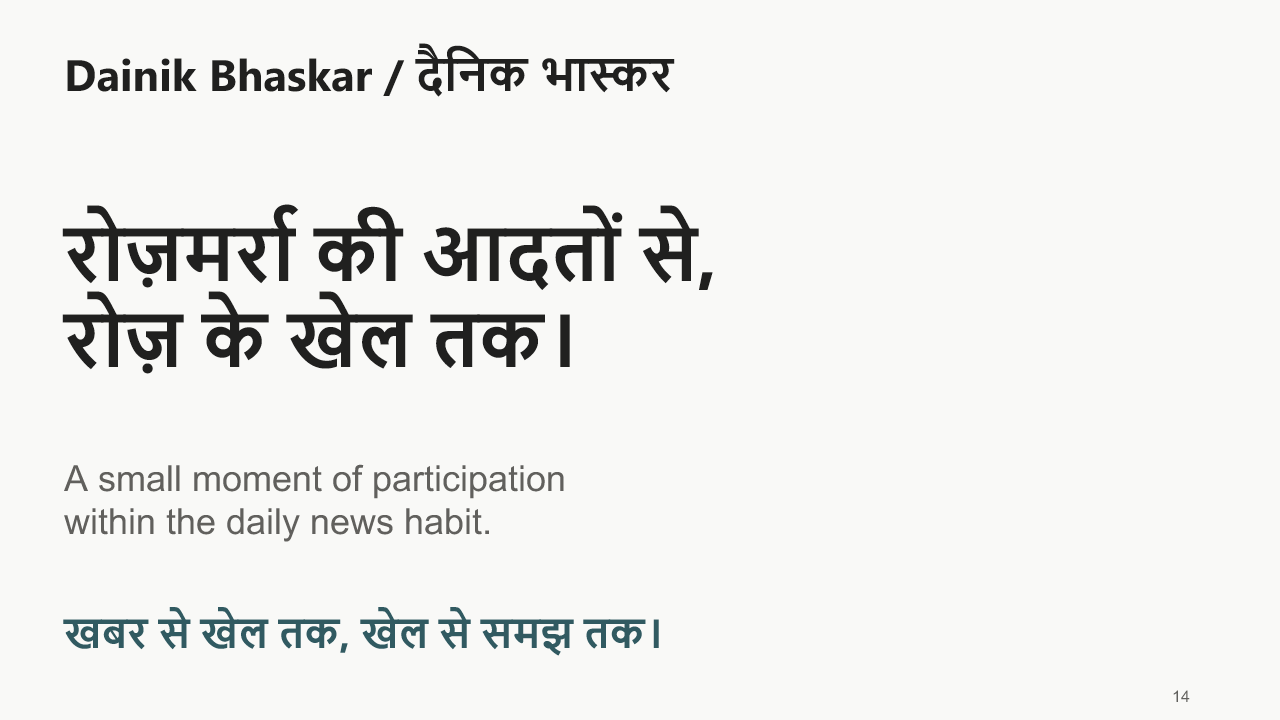 Dainik Bhaskar / दैनिक भास्कर
रोज़मर्रा की आदतों से,
रोज़ के खेल तक।
A small moment of participation
within the daily news habit.
खबर से खेल तक, खेल से समझ तक।
14